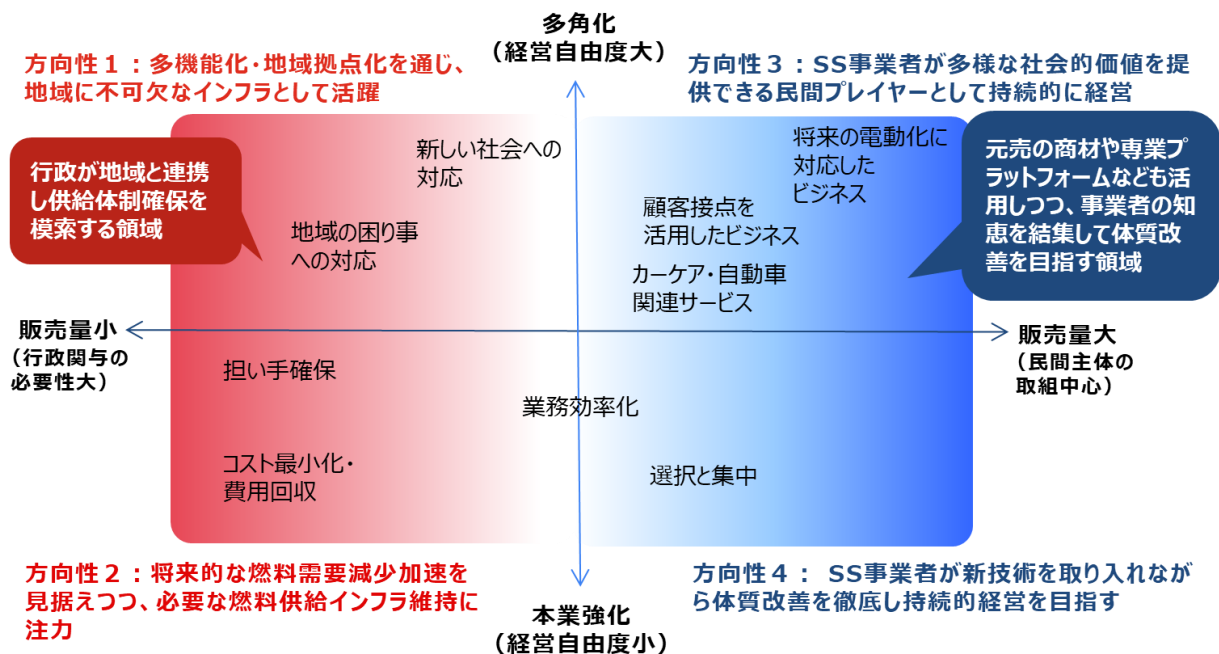 多角化
（経営自由度大）
方向性１：多機能化・地域拠点化を通じ、
地域に不可欠なインフラとして活躍
方向性３：SS事業者が多様な社会的価値を提
供できる民間プレイヤーとして持続的に経営
行政が地域と連携
し供給体制確保を
模索する領域
新しい社会への
対応
地域の困り事
への対応
将来の電動化に
対応した
ビジネス
顧客接点を
活用したビジネス
カーケア・自動車
関連サービス
元売の商材や専業プ
ラットフォームなども活
用しつつ、事業者の知
恵を結集して体質改
善を目指す領域
販売量小
（行政関与の
必要性大）
販売量大
（民間主体の
取組中心）
担い手確保
業務効率化
コスト最小化・
費用回収
選択と集中
方向性２：将来的な燃料需要減少加速を
見据えつつ、必要な燃料供給インフラ維持に
注力
方向性４： SS事業者が新技術を取り入れなが
ら体質改善を徹底し持続的経営を目指す
本業強化
（経営自由度小）